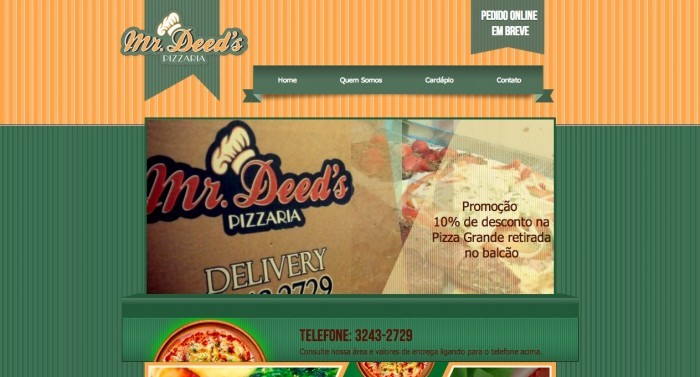 Mr. Deed's
PIZZARIA
PEDIDO ONLINE
EM BREVE
Home
Quem Somos
Cardápio
Contato
Mr. Deed's
PIZZARIA
DELIVERY
2729
Promoção
10% de desconto na
Pizza Grande retirada
no balcão
TELEFONE: 3243-2729
Consulte nossa área e valores de entrega ligando para o telefone acima.